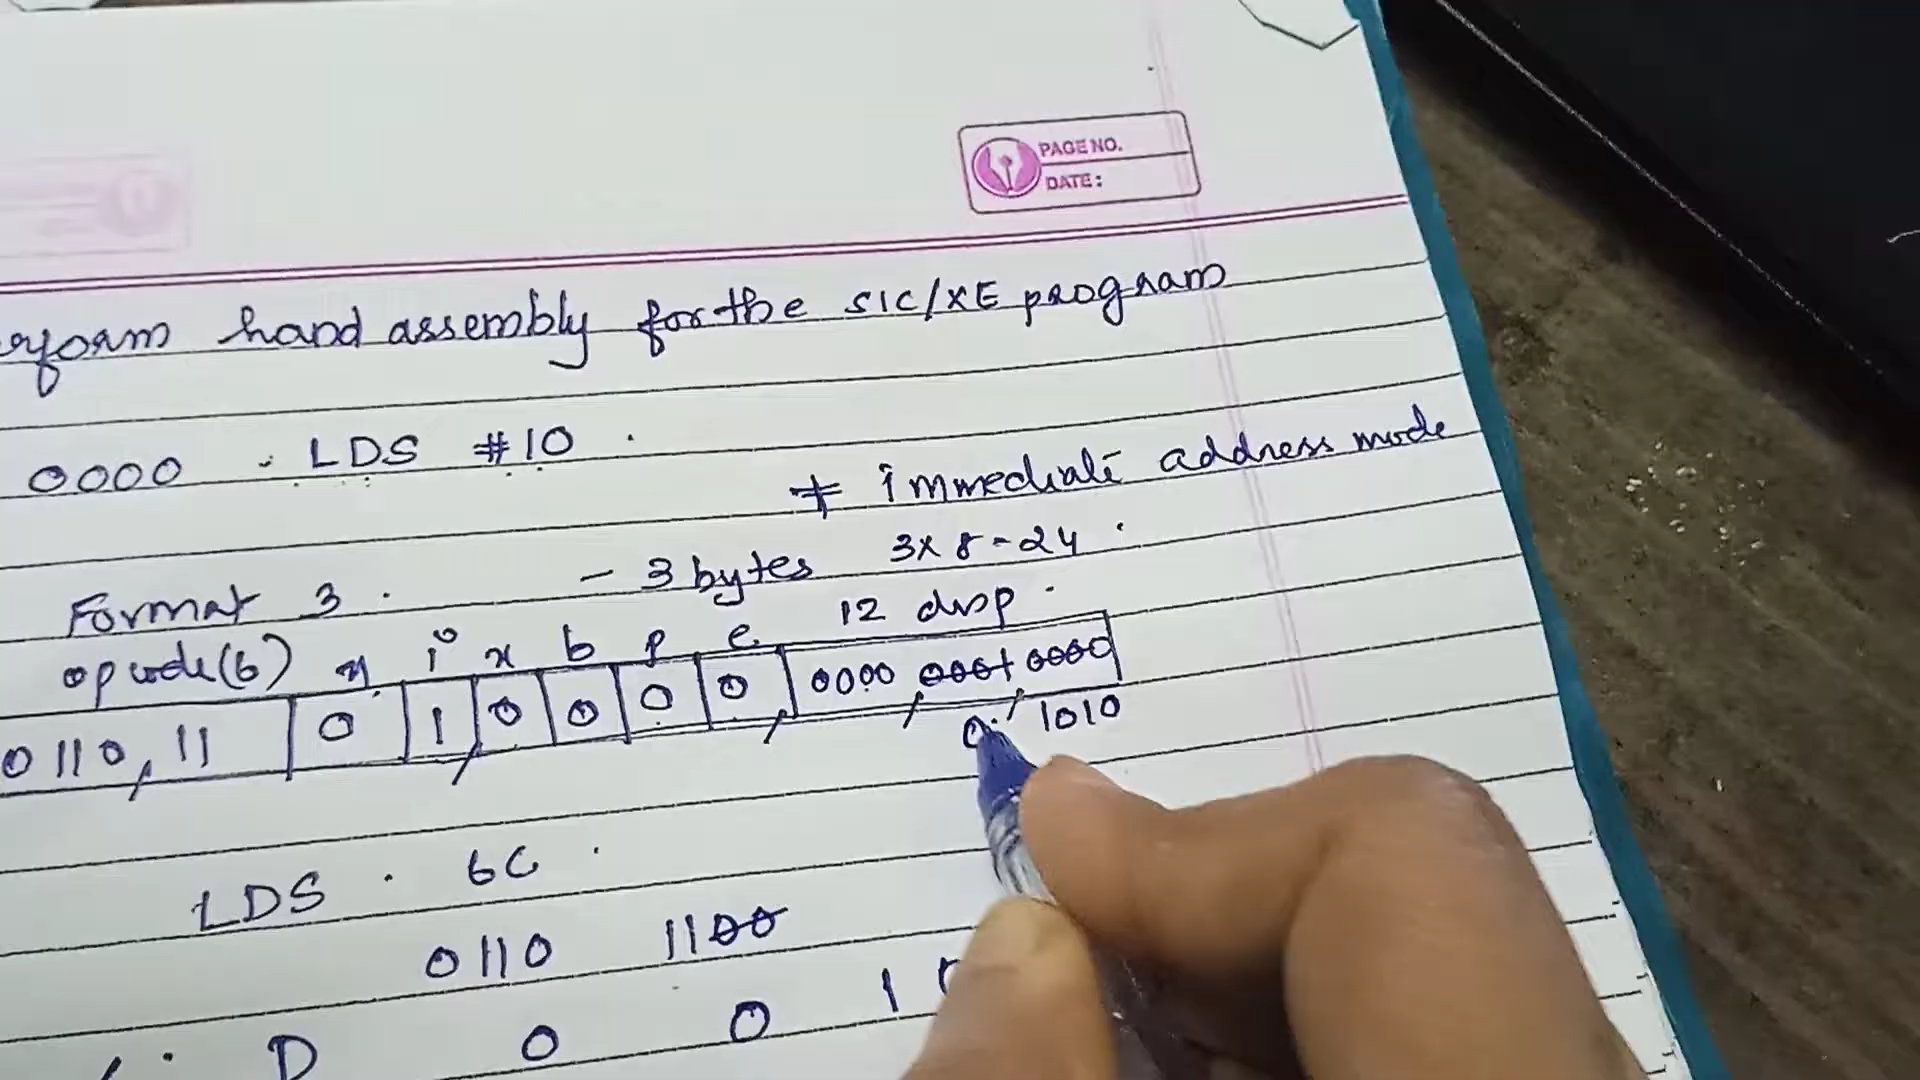 PAGE NO.
DATE:
hand assembly for the SIC/XE program
0000 LDS #10
immediate address mode
Format 3 - 3 bytes 3x8-24
12 disp
opcode(6) n i x b p e
0110, 11 0 1 0 0 0 0 0000 0001 0000
1010
LDS 6C
0110 1100
D 0 0 1